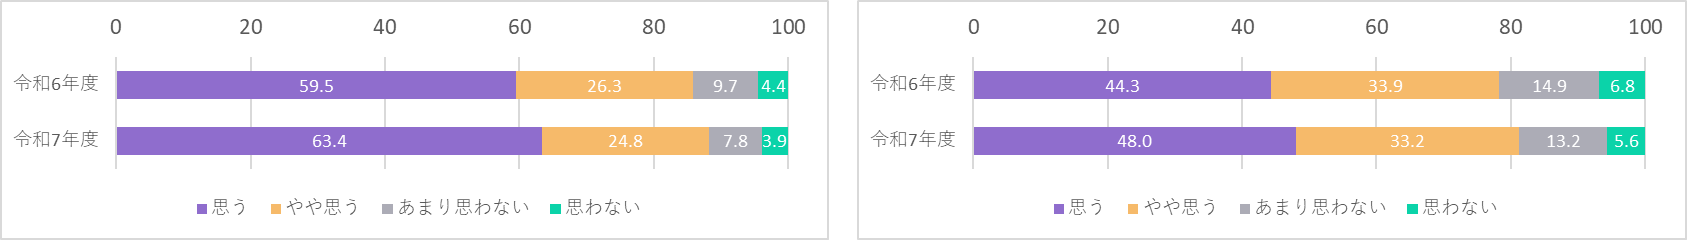 0 20 40 60 80 100
令和6年度 59.5 26.3 9.7 4.4
令和7年度 63.4 24.8 7.8 3.9
思う やや思う あまり思わない 思わない
0 20 40 60 80 100
令和6年度 44.3 33.9 14.9 6.8
令和7年度 48.0 33.2 13.2 5.6
思う やや思う あまり思わない 思わない